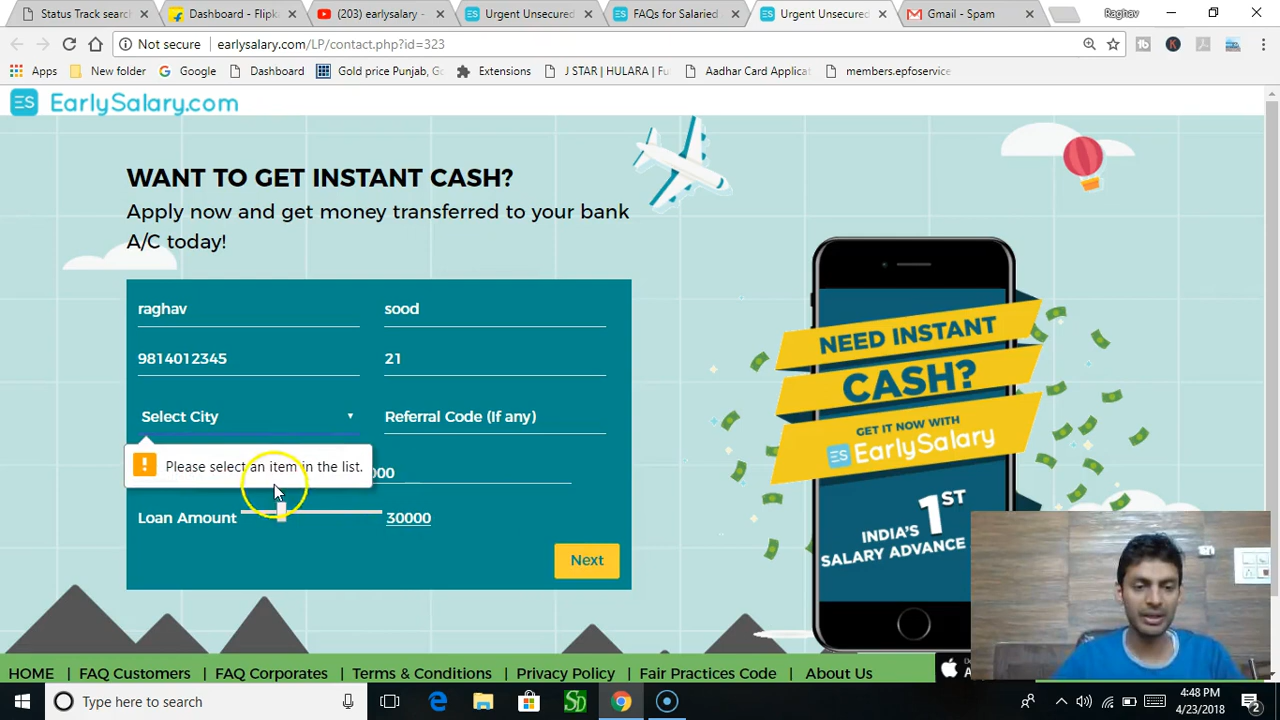 Status Track searc
Dashboard - Flipk
(203) earlysalary -
Urgent Unsecured
FAQs for Salaried
Urgent Unsecured
Gmail - Spam
Raghav
Not secure | earlysalary.com/LP/contact.php?id=323
Apps
New folder
Google
Dashboard
Gold price Punjab, Go
Extensions
J STAR | HULARA | Fu
Aadhar Card Applicat
members.epfoservice
ES EarlySalary.com
WANT TO GET INSTANT CASH?
Apply now and get money transferred to your bank
A/C today!
raghav
sood
9814012345
21
Select City
Referral Code (If any)
! Please select an item in the list.
000
Loan Amount
30000
Next
NEED INSTANT
CASH?
GET IT NOW WITH
ES EarlySalary
INDIA'S 1ST
SALARY ADVANCE
HOME | FAQ Customers | FAQ Corporates | Terms & Conditions | Privacy Policy | Fair Practices Code | About Us
Type here to search
4:48 PM
4/23/2018
2